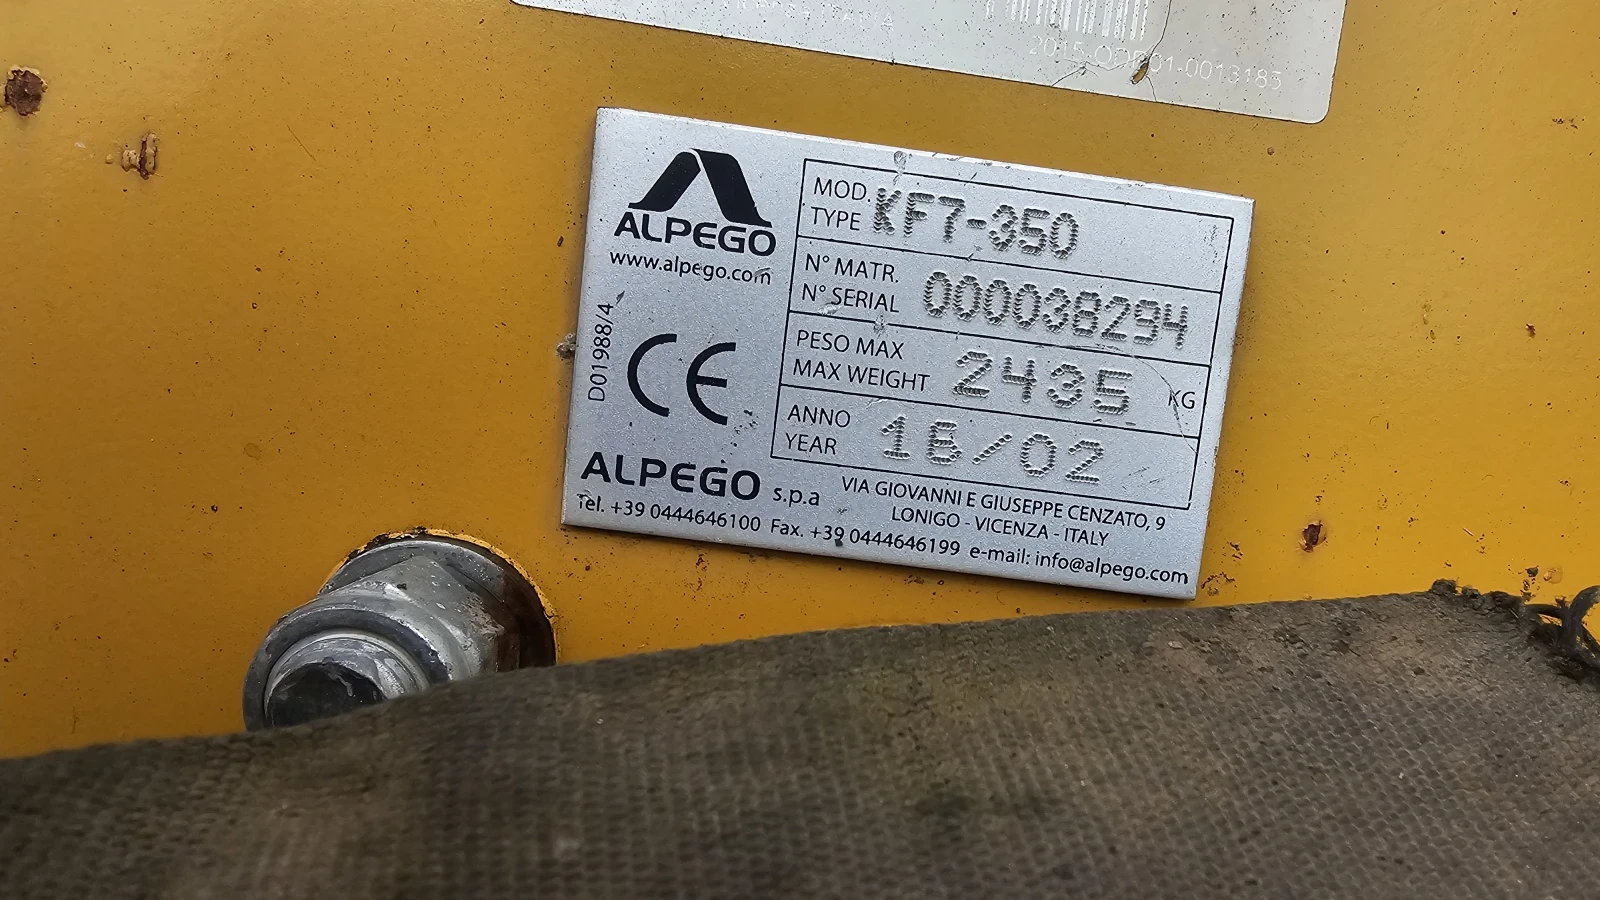 2015-ODP01-0013185
ALPEGO
www.alpego.com
D01988/4
CE
MOD.
TYPE KF7-350
N° MATR.
N° SERIAL 000038294
PESO MAX
MAX WEIGHT 2435 KG
ANNO
YEAR 16/02
ALPEGO s.p.a
VIA GIOVANNI E GIUSEPPE CENZATO, 9
LONIGO - VICENZA - ITALY
Tel. +39 0444646100 Fax. +39 0444646199 e-mail: info@alpego.com